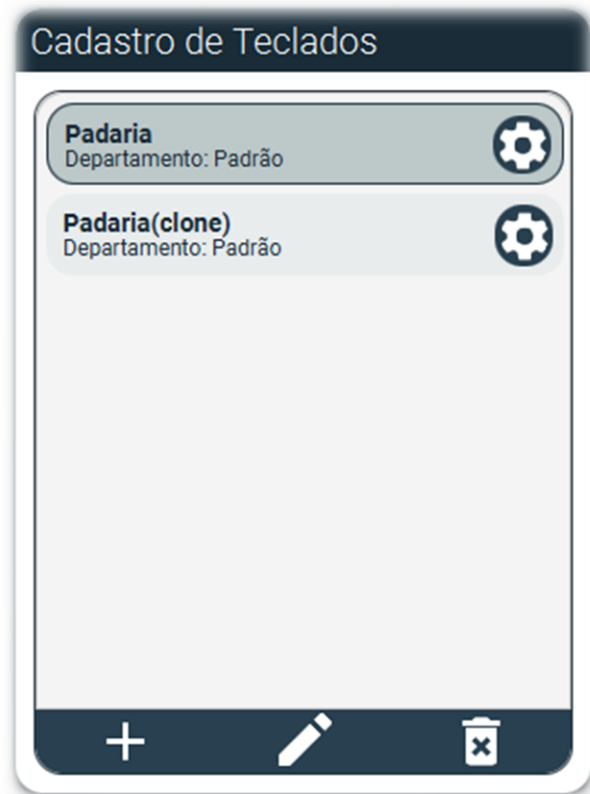 Cadastro de Teclados
Padaria
Departamento: Padrão
Padaria(clone)
Departamento: Padrão